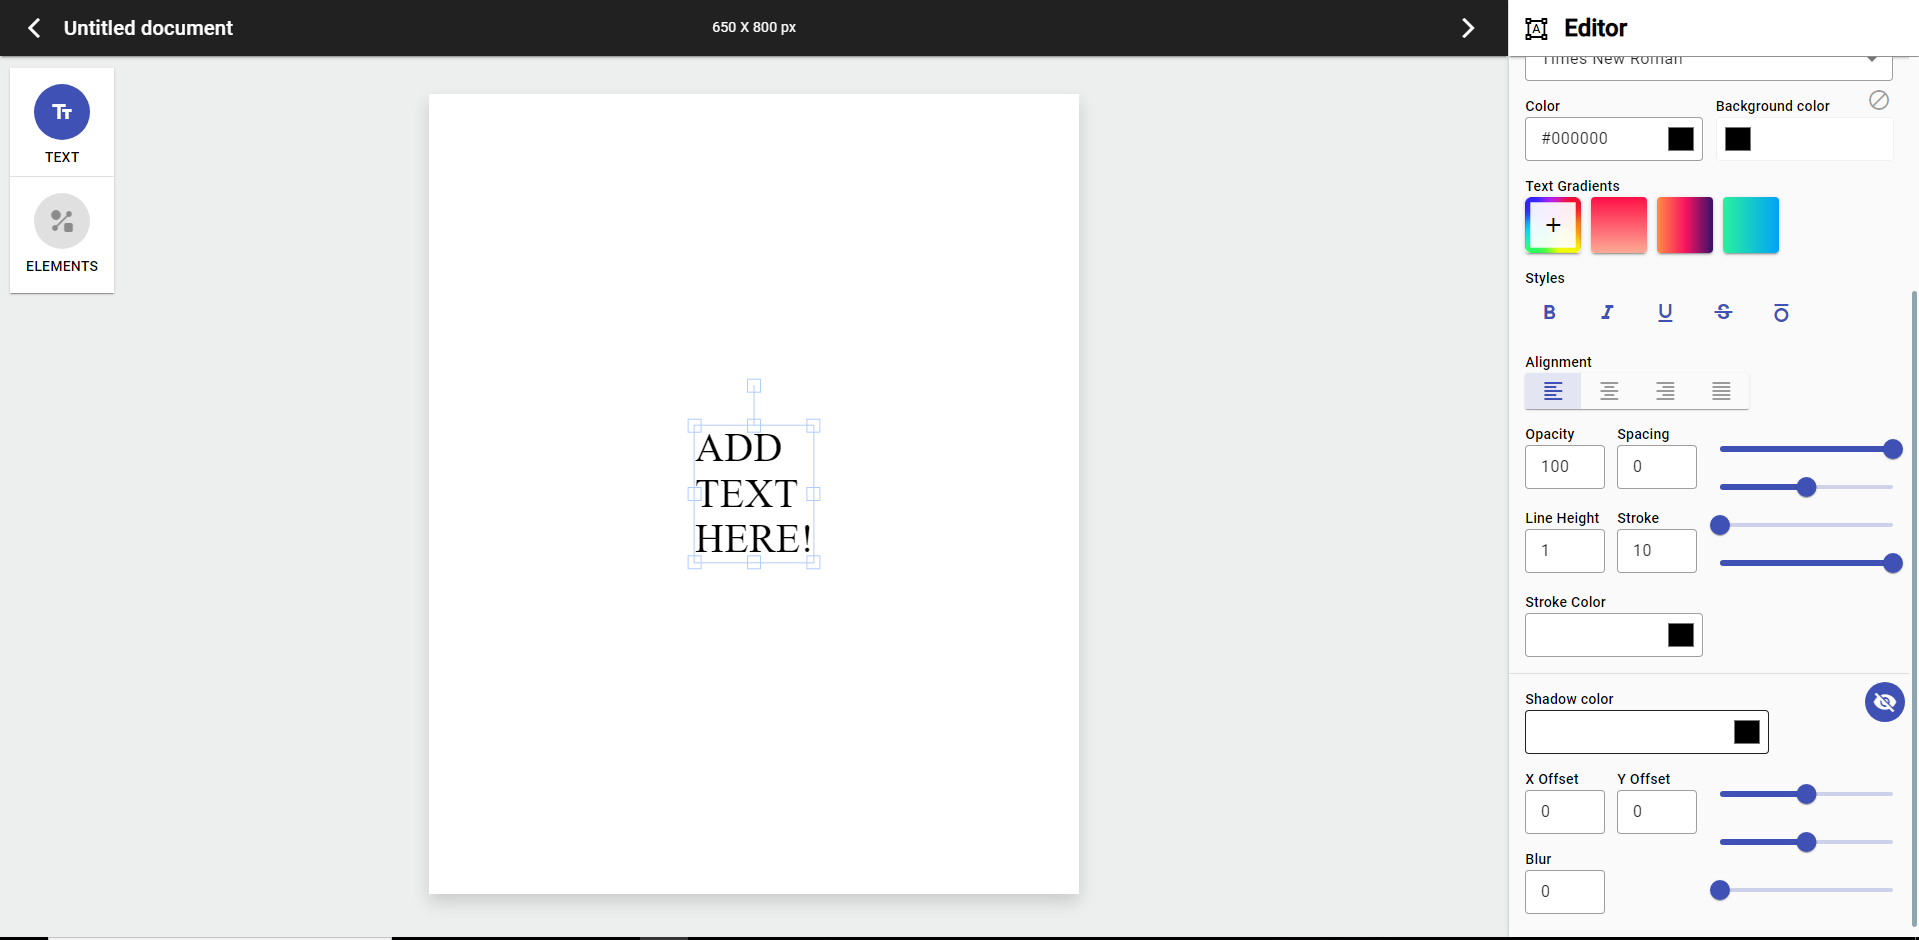 Untitled document
650 X 800 px
Editor
TEXT
ELEMENTS
ADD
TEXT
HERE!
Times New Roman
Color
Background color
#000000
Text Gradients
Styles
B I U S O
Alignment
Opacity
Spacing
100
0
Line Height
Stroke
1
10
Stroke Color
Shadow color
X Offset
Y Offset
0
0
Blur
0